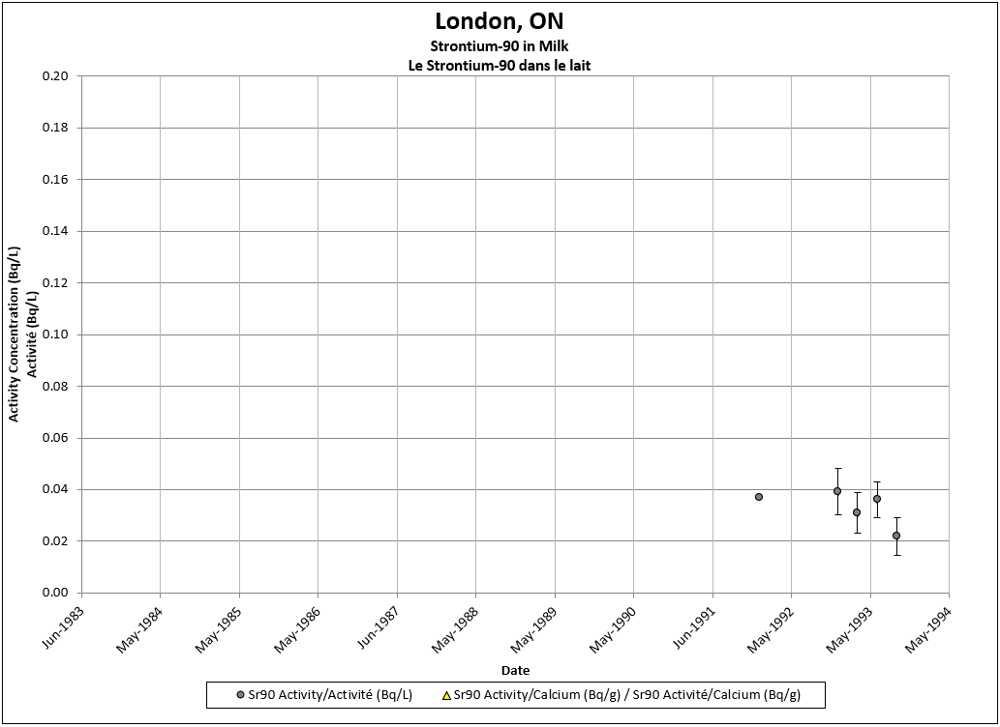 London, ON
Strontium-90 in Milk
Le Strontium-90 dans le lait
Activity Concentration (Bq/L)
Activité (Bq/L)
0.20
0.18
0.16
0.14
0.12
0.10
0.08
0.06
0.04
0.02
0.00
Jun-1983
May-1984
May-1985
May-1986
Jun-1987
May-1988
May-1989
May-1990
Jun-1991
May-1992
May-1993
May-1994
Date
Sr90 Activity/Activité (Bq/L)
Sr90 Activity/Calcium (Bq/g) / Sr90 Activité/Calcium (Bq/g)